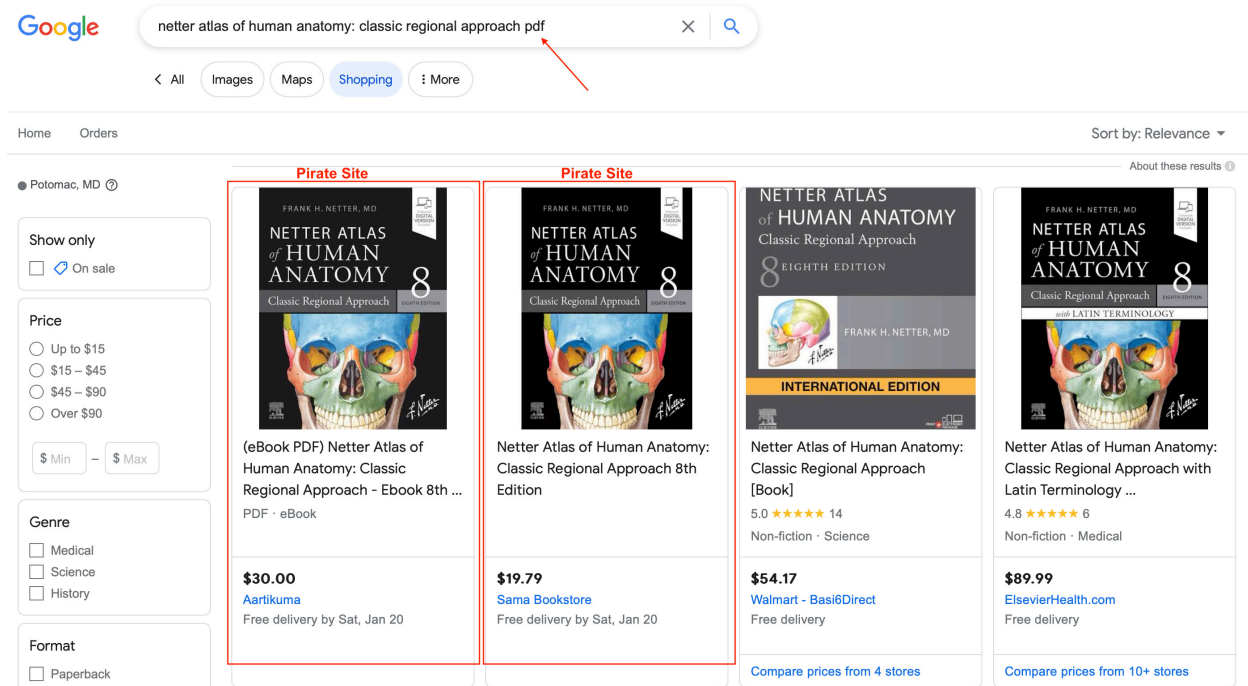 Google
netter atlas of human anatomy: classic regional approach pdf
All
Images
Maps
Shopping
More
Home
Orders
Sort by: Relevance
About these results
Potomac, MD
Show only
On sale
Price
Up to $15
$15 – $45
$45 – $90
Over $90
$ Min – $ Max
Genre
Medical
Science
History
Format
Paperback
Pirate Site
FRANK H. NETTER, MD
NETTER ATLAS
of HUMAN
ANATOMY
8
Classic Regional Approach
EIGHTH EDITION
(eBook PDF) Netter Atlas of
Human Anatomy: Classic
Regional Approach - Ebook 8th ...
PDF · eBook
$30.00
Aartikuma
Free delivery by Sat, Jan 20
Pirate Site
FRANK H. NETTER, MD
NETTER ATLAS
of HUMAN
ANATOMY
8
Classic Regional Approach
EIGHTH EDITION
Netter Atlas of Human Anatomy:
Classic Regional Approach 8th
Edition
$19.79
Sama Bookstore
Free delivery by Sat, Jan 20
NETTER ATLAS
of HUMAN ANATOMY
Classic Regional Approach
8 EIGHTH EDITION
FRANK H. NETTER, MD
INTERNATIONAL EDITION
ELSEVIER
Netter Atlas of Human Anatomy:
Classic Regional Approach
[Book]
5.0 ★★★★★ 14
Non-fiction · Science
$54.17
Walmart - Basi6Direct
Free delivery
Compare prices from 4 stores
FRANK H. NETTER, MD
NETTER ATLAS
of HUMAN
ANATOMY
8
Classic Regional Approach
EIGHTH EDITION
with LATIN TERMINOLOGY
Netter Atlas of Human Anatomy:
Classic Regional Approach with
Latin Terminology ...
4.8 ★★★★★ 6
Non-fiction · Medical
$89.99
ElsevierHealth.com
Free delivery
Compare prices from 10+ stores